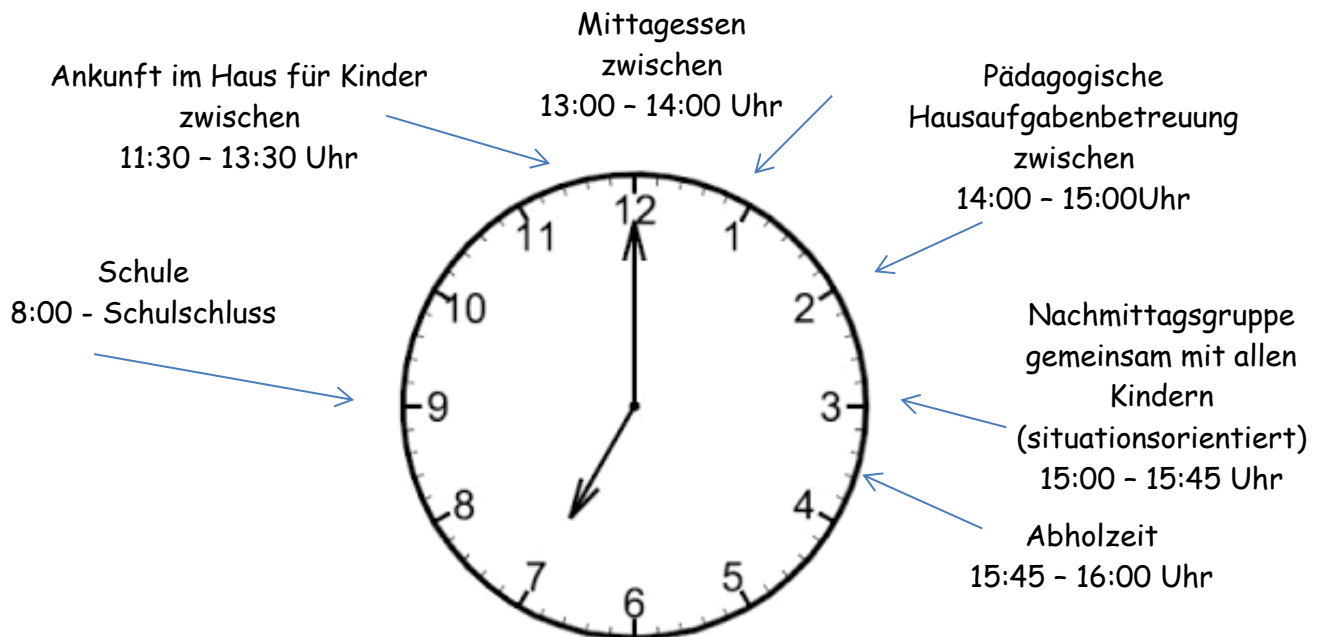 Mittagessen
zwischen
13:00 – 14:00 Uhr
Ankunft im Haus für Kinder
zwischen
11:30 – 13:30 Uhr
Pädagogische
Hausaufgabenbetreuung
zwischen
14:00 – 15:00Uhr
Schule
8:00 - Schulschluss
Nachmittagsgruppe
gemeinsam mit allen
Kindern
(situationsorientiert)
15:00 – 15:45 Uhr
Abholzeit
15:45 – 16:00 Uhr
12
1
2
3
4
5
6
7
8
9
10
11